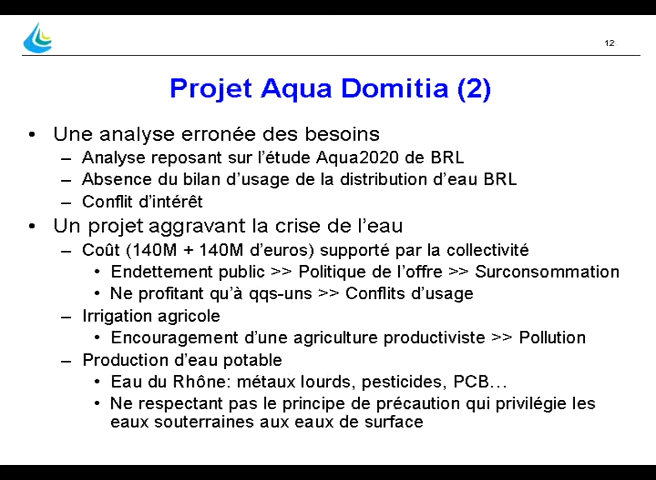 12
Projet Aqua Domitia (2)
• Une analyse erronée des besoins
– Analyse reposant sur l'étude Aqua2020 de BRL
– Absence du bilan d'usage de la distribution d'eau BRL
– Conflit d'intérêt
• Un projet aggravant la crise de l'eau
– Coût (140M + 140M d'euros) supporté par la collectivité
• Endettement public >> Politique de l'offre >> Surconsommation
• Ne profitant qu'à qqs-uns >> Conflits d'usage
– Irrigation agricole
• Encouragement d'une agriculture productiviste >> Pollution
– Production d'eau potable
• Eau du Rhône: métaux lourds, pesticides, PCB…
• Ne respectant pas le principe de précaution qui privilégie les
eaux souterraines aux eaux de surface